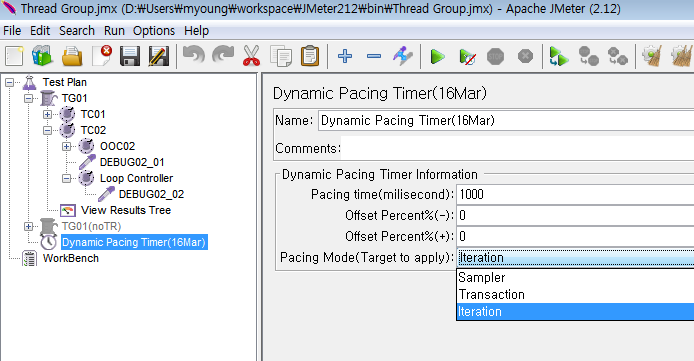 Thread Group.jmx (D:₩Users₩myoung₩workspace₩JMeter212₩bin₩Thread Group.jmx) - Apache JMeter (2.12)
File Edit Search Run Options Help
Test Plan
TG01
TC01
TC02
OOC02
DEBUG02_01
Loop Controller
DEBUG02_02
View Results Tree
TG01(noTR)
Dynamic Pacing Timer(16Mar)
WorkBench
Dynamic Pacing Timer(16Mar)
Name: Dynamic Pacing Timer(16Mar)
Comments:
Dynamic Pacing Timer Information
Pacing time(milisecond): 1000
Offset Percent%(-): 0
Offset Percent%(+): 0
Pacing Mode(Target to apply): Iteration
Sampler
Transaction
Iteration